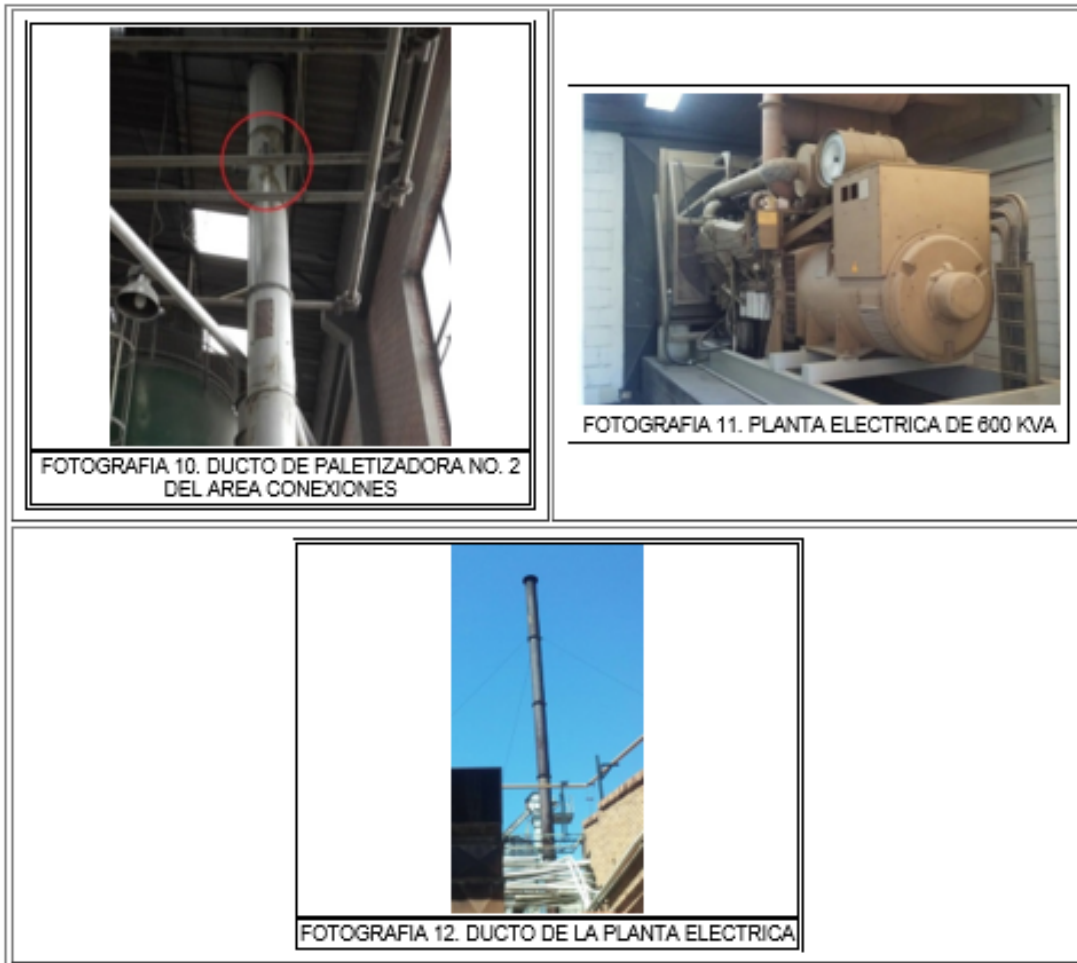 FOTOGRAFIA 10. DUCTO DE PALETIZADORA NO. 2
DEL AREA CONEXIONES
FOTOGRAFIA 11. PLANTA ELECTRICA DE 600 KVA
FOTOGRAFIA 12. DUCTO DE LA PLANTA ELECTRICA